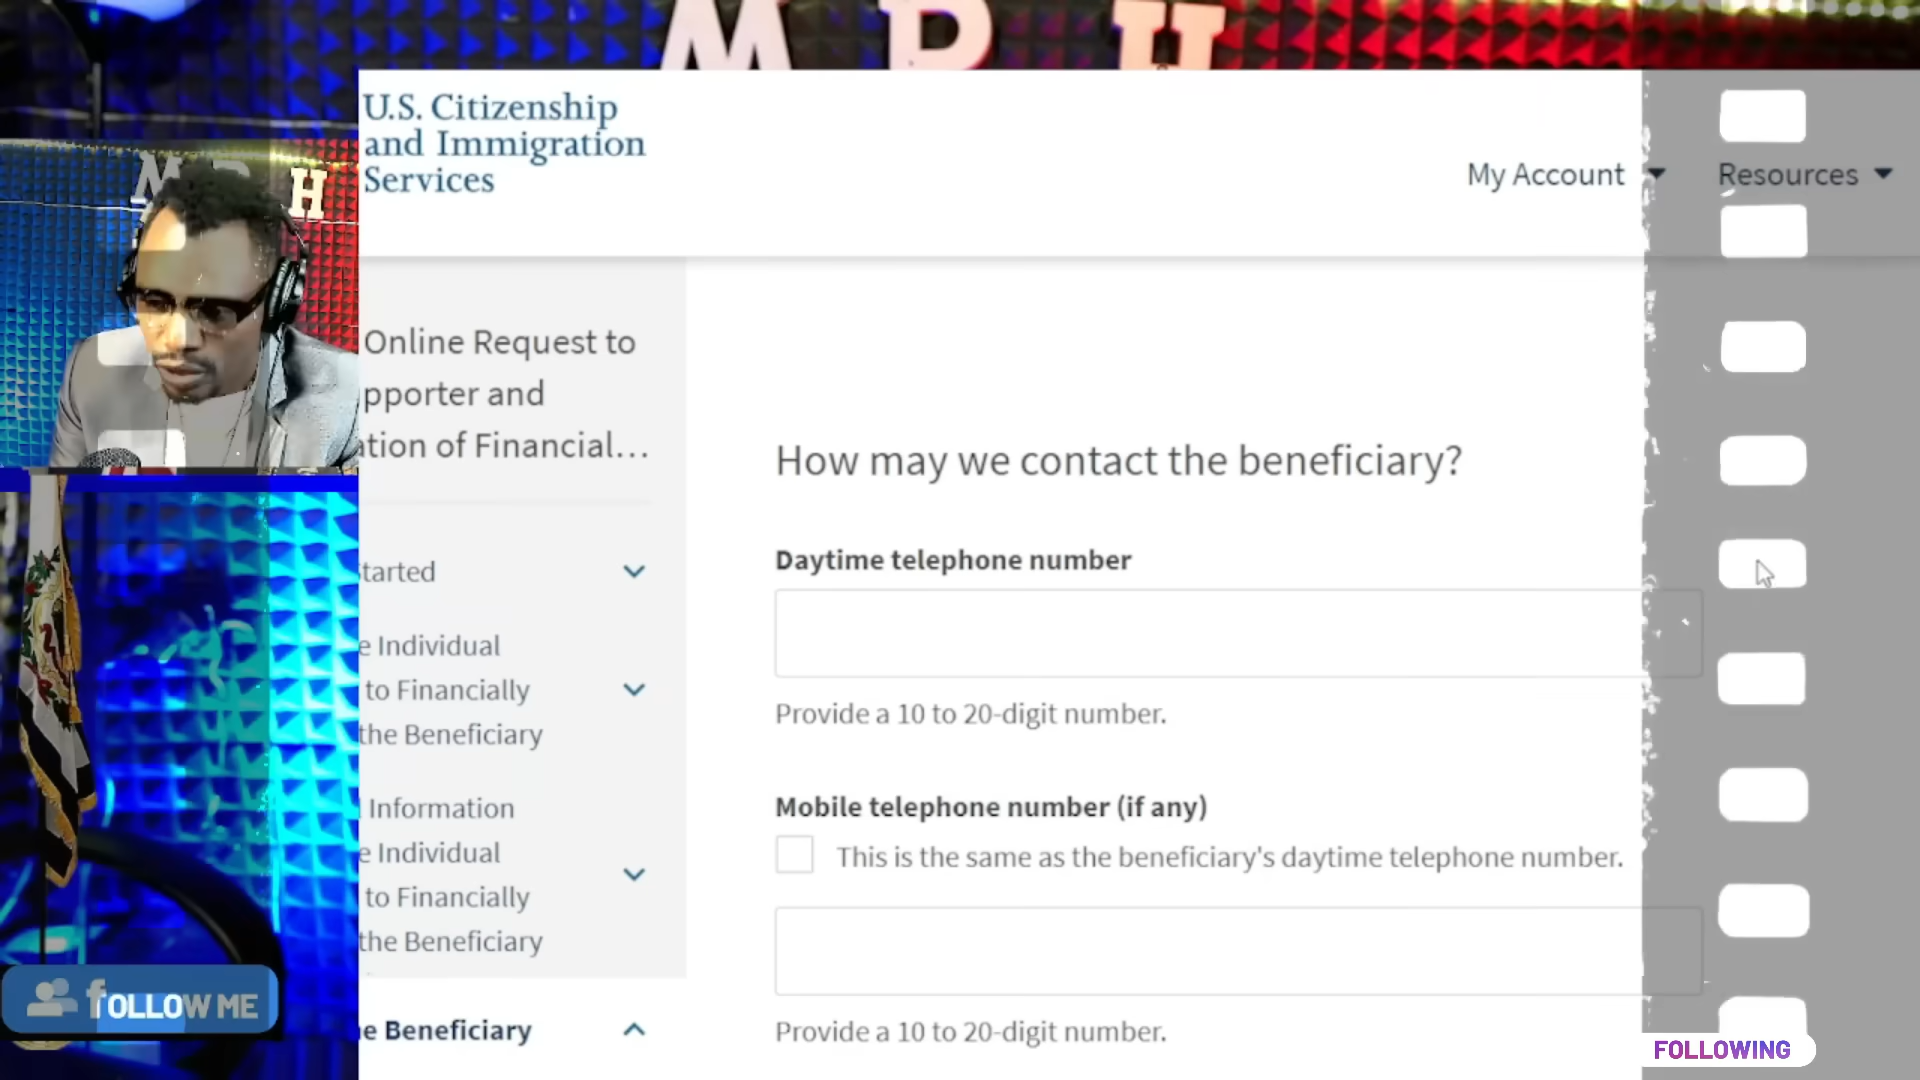 M P H
M P H
U.S. Citizenship
and Immigration
Services
My Account
Resources
Online Request to
pporter and
ation of Financial…
Started
e Individual
to Financially
the Beneficiary
Information
e Individual
to Financially
the Beneficiary
e Beneficiary
How may we contact the beneficiary?
Daytime telephone number
Provide a 10 to 20-digit number.
Mobile telephone number (if any)
This is the same as the beneficiary's daytime telephone number.
Provide a 10 to 20-digit number.
fOLLOW ME
FOLLOWING